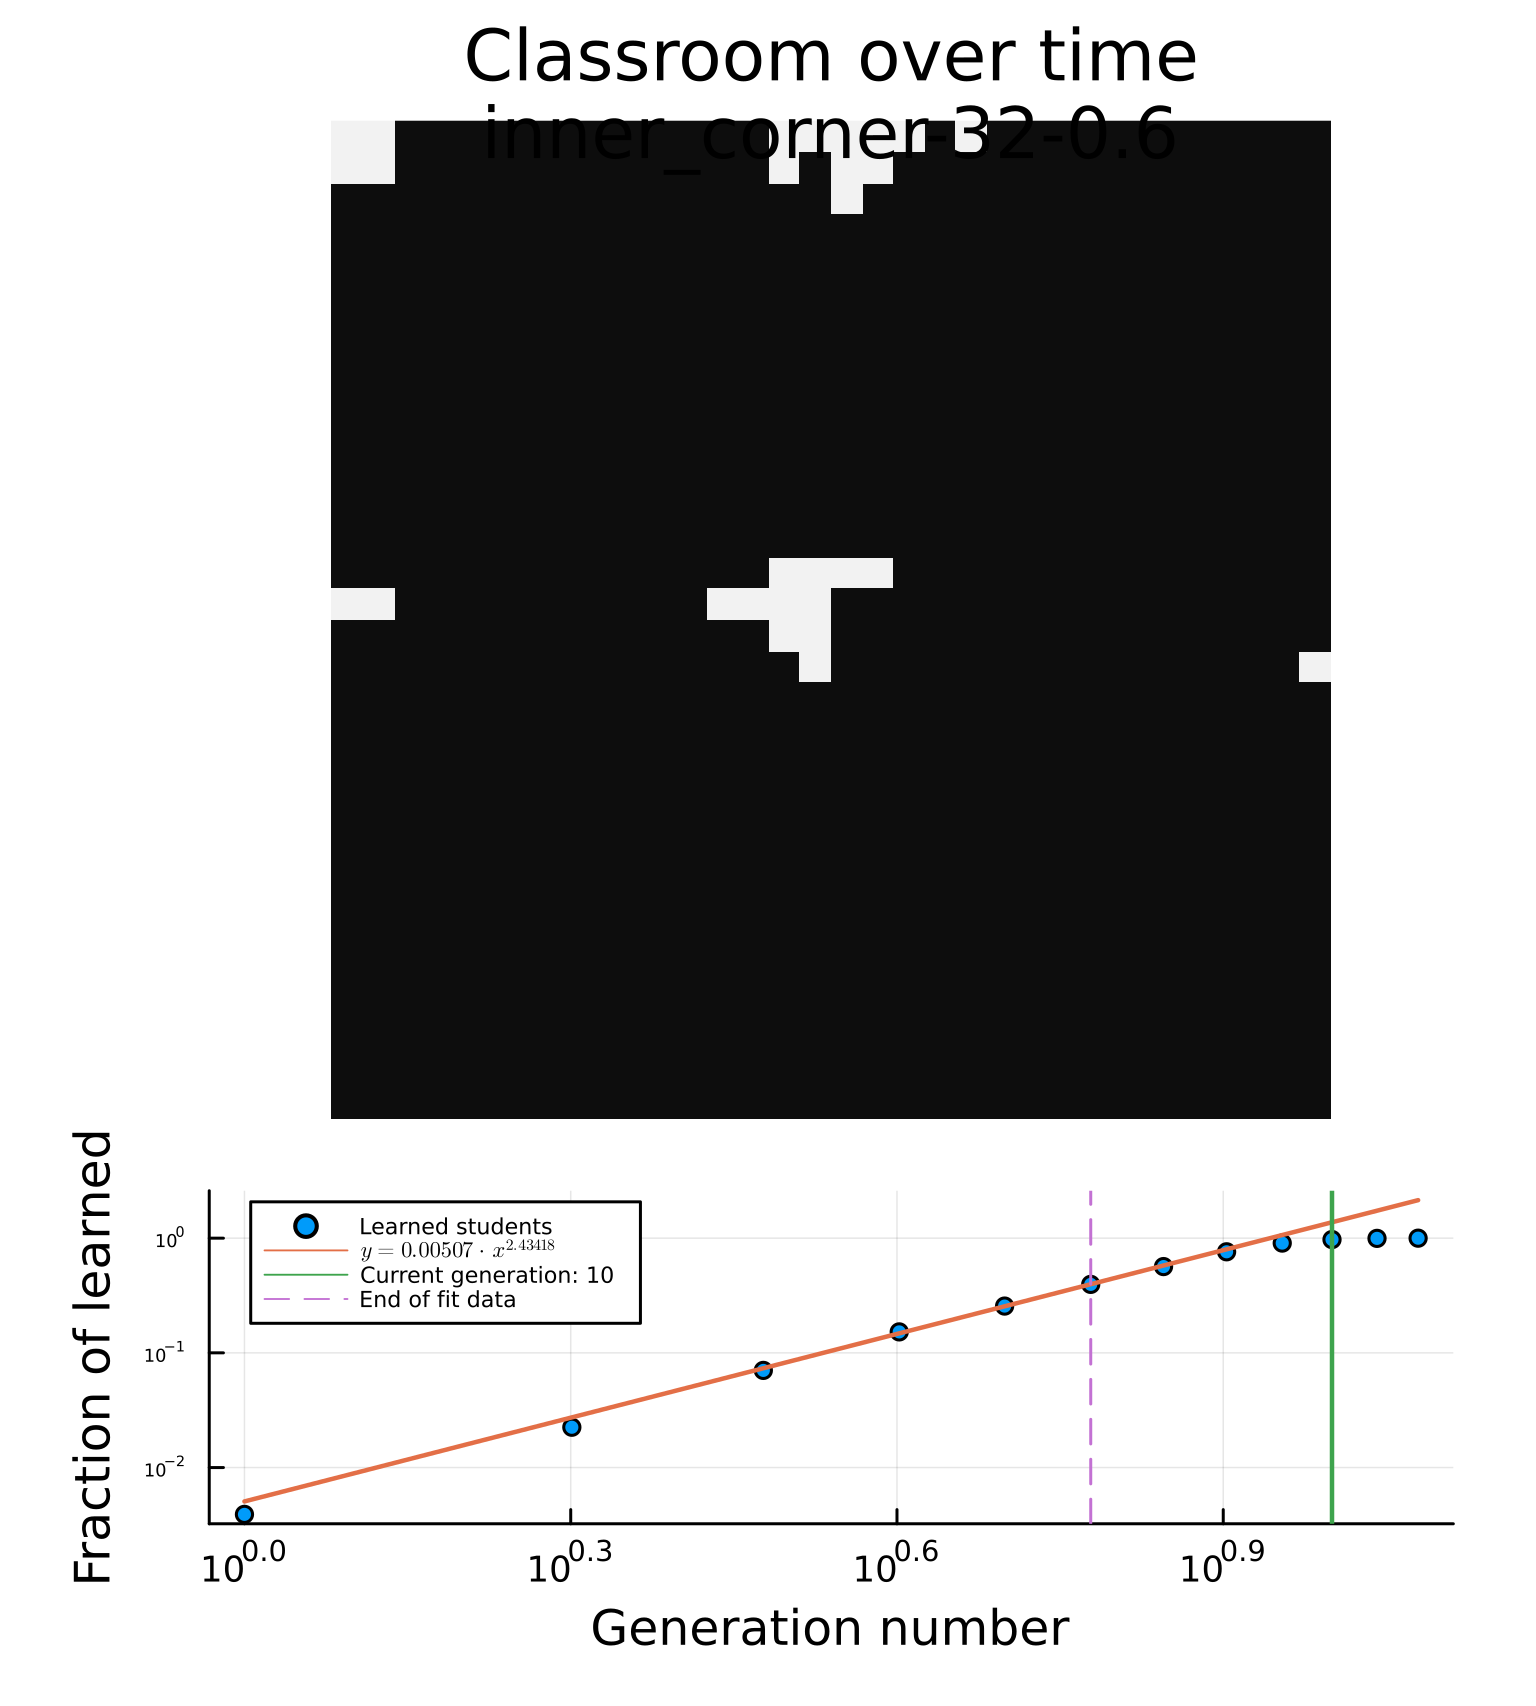 Classroom over time
inner_corner-32-0.6
Fraction of learned
Learned students
y = 0.00507 · x^2.43418
Current generation: 10
End of fit data
10^0
10^−1
10^−2
10^0.0 10^0.3 10^0.6 10^0.9
Generation number